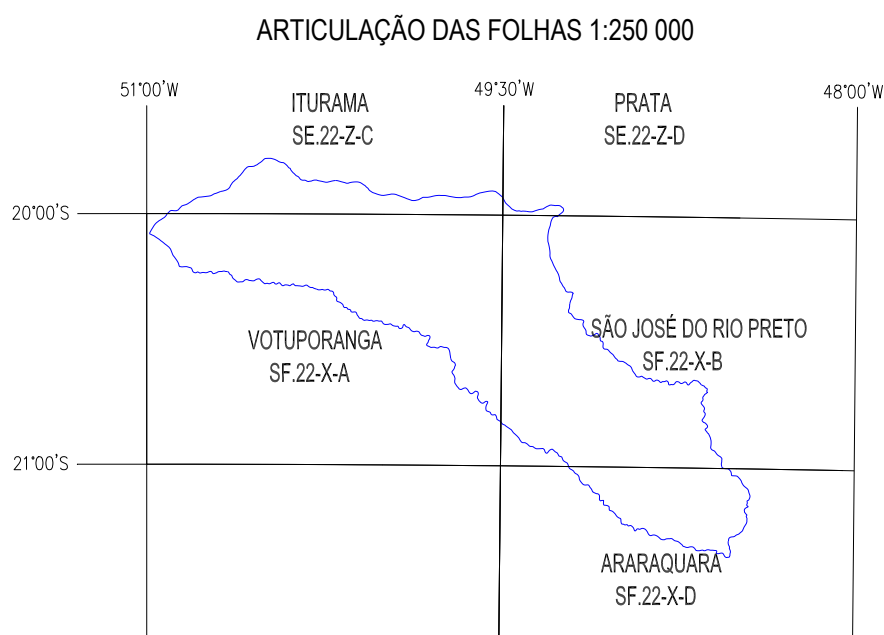 ARTICULAÇÃO DAS FOLHAS 1:250 000
51°00'W
49°30'W
48°00'W
ITURAMA
SE.22-Z-C
PRATA
SE.22-Z-D
20°00'S
VOTUPORANGA
SF.22-X-A
SÃO JOSÉ DO RIO PRETO
SF.22-X-B
21°00'S
ARARAQUARA
SF.22-X-D